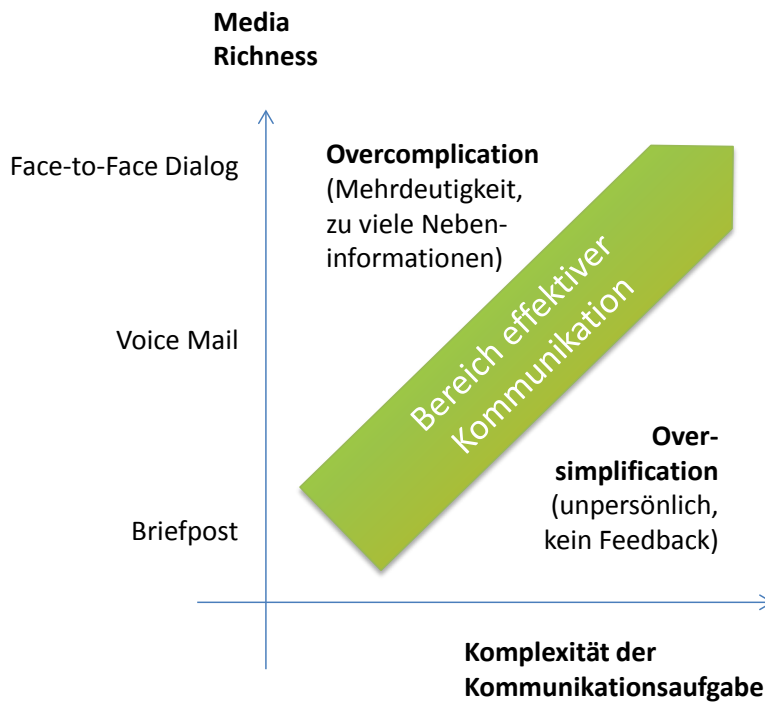 Media
Richness
Face-to-Face Dialog
Overcomplication
(Mehrdeutigkeit,
zu viele Neben-
informationen)
Bereich effektiver
Kommunikation
Voice Mail
Over-
simplification
(unpersönlich,
kein Feedback)
Briefpost
Komplexität der
Kommunikationsaufgabe